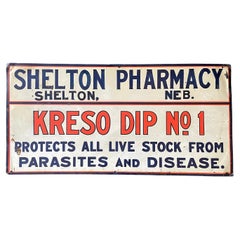 SHELTON PHARMACY
SHELTON, NEB.
KRESO DIP No 1
PROTECTS ALL LIVE STOCK FROM
PARASITES AND DISEASE.